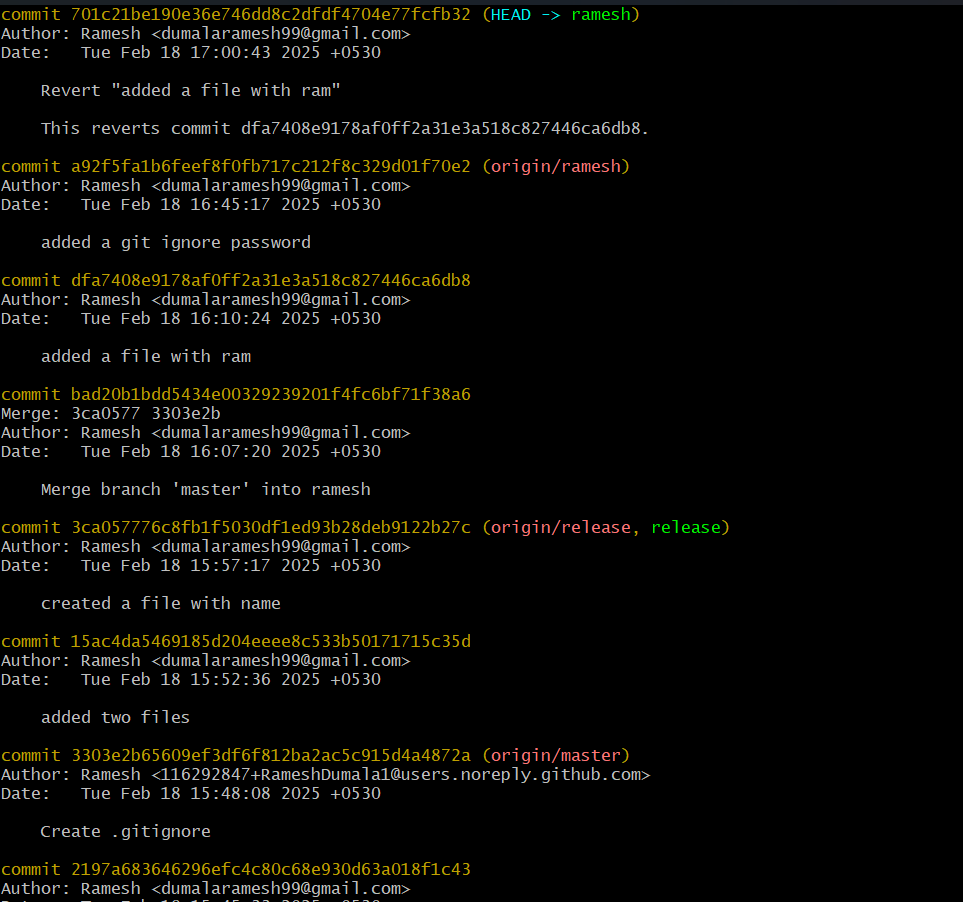 commit 701c21be190e36e746dd8c2dfdf4704e77fcfb32 (HEAD -> ramesh)
Author: Ramesh <dumalaramesh99@gmail.com>
Date:   Tue Feb 18 17:00:43 2025 +0530
    Revert "added a file with ram"
    This reverts commit dfa7408e9178af0ff2a31e3a518c827446ca6db8.
commit a92f5fa1b6feef8f0fb717c212f8c329d01f70e2 (origin/ramesh)
Author: Ramesh <dumalaramesh99@gmail.com>
Date:   Tue Feb 18 16:45:17 2025 +0530
    added a git ignore password
commit dfa7408e9178af0ff2a31e3a518c827446ca6db8
Author: Ramesh <dumalaramesh99@gmail.com>
Date:   Tue Feb 18 16:10:24 2025 +0530
    added a file with ram
commit bad20b1bdd5434e00329239201f4fc6bf71f38a6
Merge: 3ca0577 3303e2b
Author: Ramesh <dumalaramesh99@gmail.com>
Date:   Tue Feb 18 16:07:20 2025 +0530
    Merge branch 'master' into ramesh
commit 3ca057776c8fb1f5030df1ed93b28deb9122b27c (origin/release, release)
Author: Ramesh <dumalaramesh99@gmail.com>
Date:   Tue Feb 18 15:57:17 2025 +0530
    created a file with name
commit 15ac4da5469185d204eeee8c533b50171715c35d
Author: Ramesh <dumalaramesh99@gmail.com>
Date:   Tue Feb 18 15:52:36 2025 +0530
    added two files
commit 3303e2b65609ef3df6f812ba2ac5c915d4a4872a (origin/master)
Author: Ramesh <116292847+RameshDumala1@users.noreply.github.com>
Date:   Tue Feb 18 15:48:08 2025 +0530
    Create .gitignore
commit 2197a683646296efc4c80c68e930d63a018f1c43
Author: Ramesh <dumalaramesh99@gmail.com>